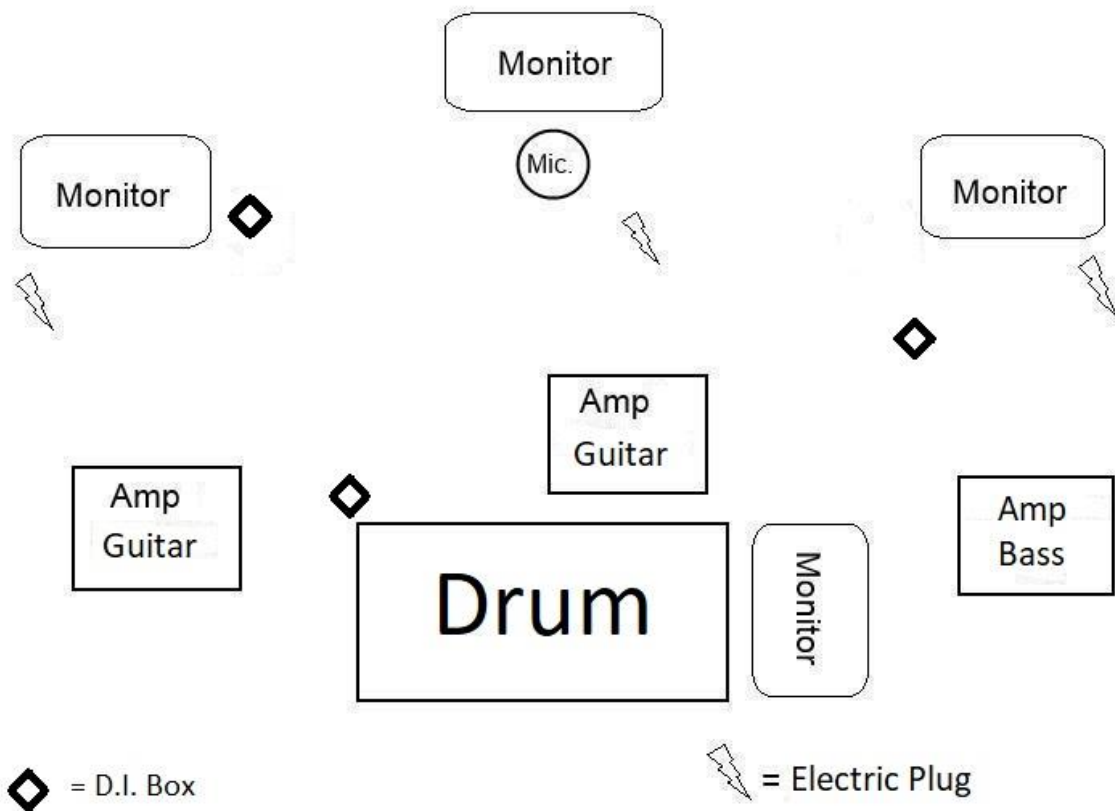 Monitor
Mic.
Monitor
Monitor
Amp
Guitar
Amp
Guitar
Amp
Bass
Drum
Monitor
= D.I. Box
= Electric Plug